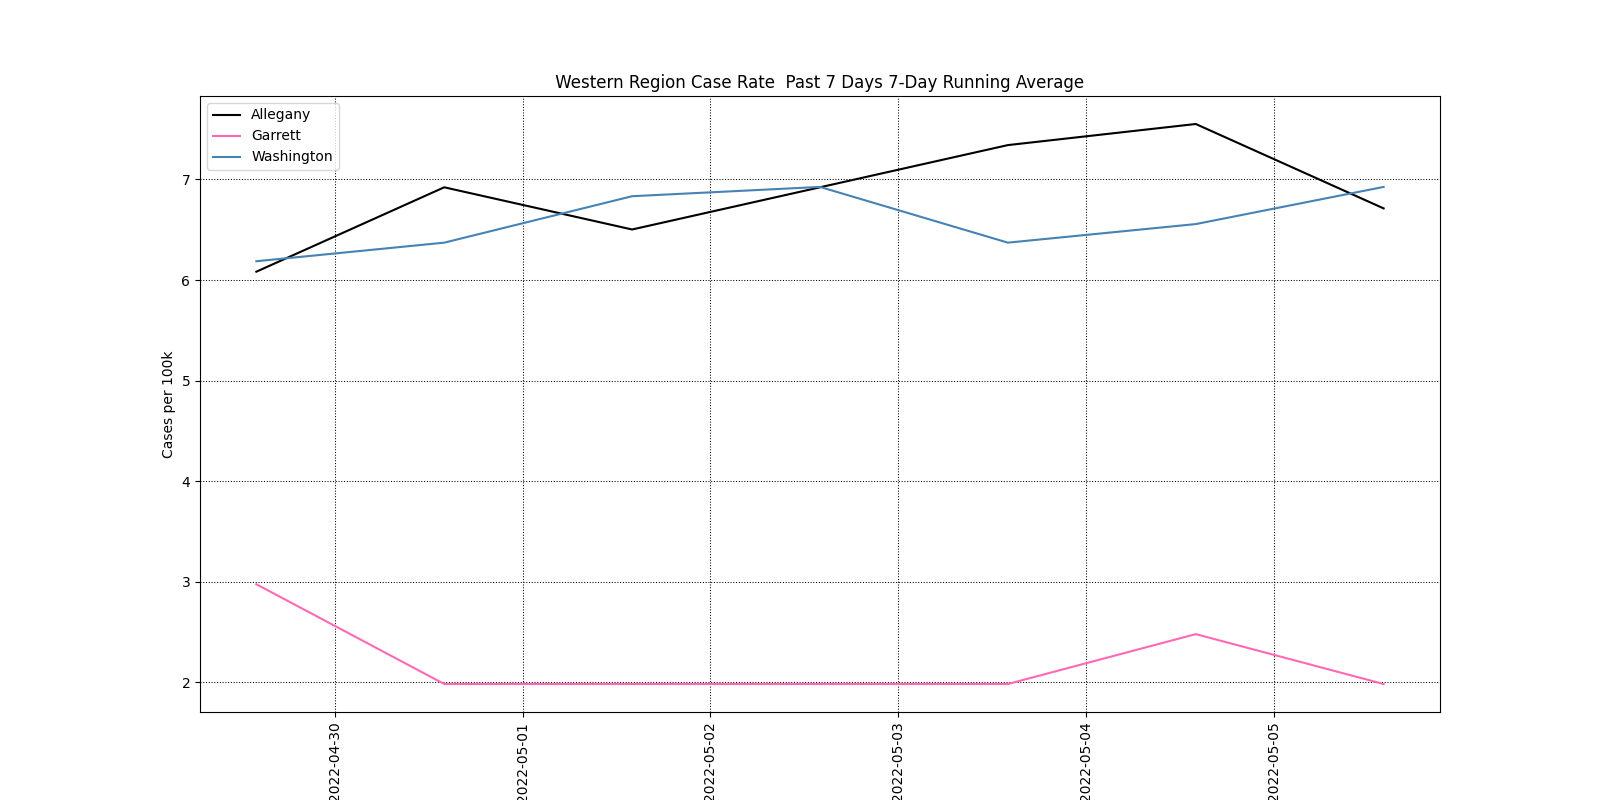 Western Region Case Rate  Past 7 Days 7-Day Running Average
Allegany
Garrett
Washington
7
6
5
4
3
2
Cases per 100k
2022-04-30
2022-05-01
2022-05-02
2022-05-03
2022-05-04
2022-05-05